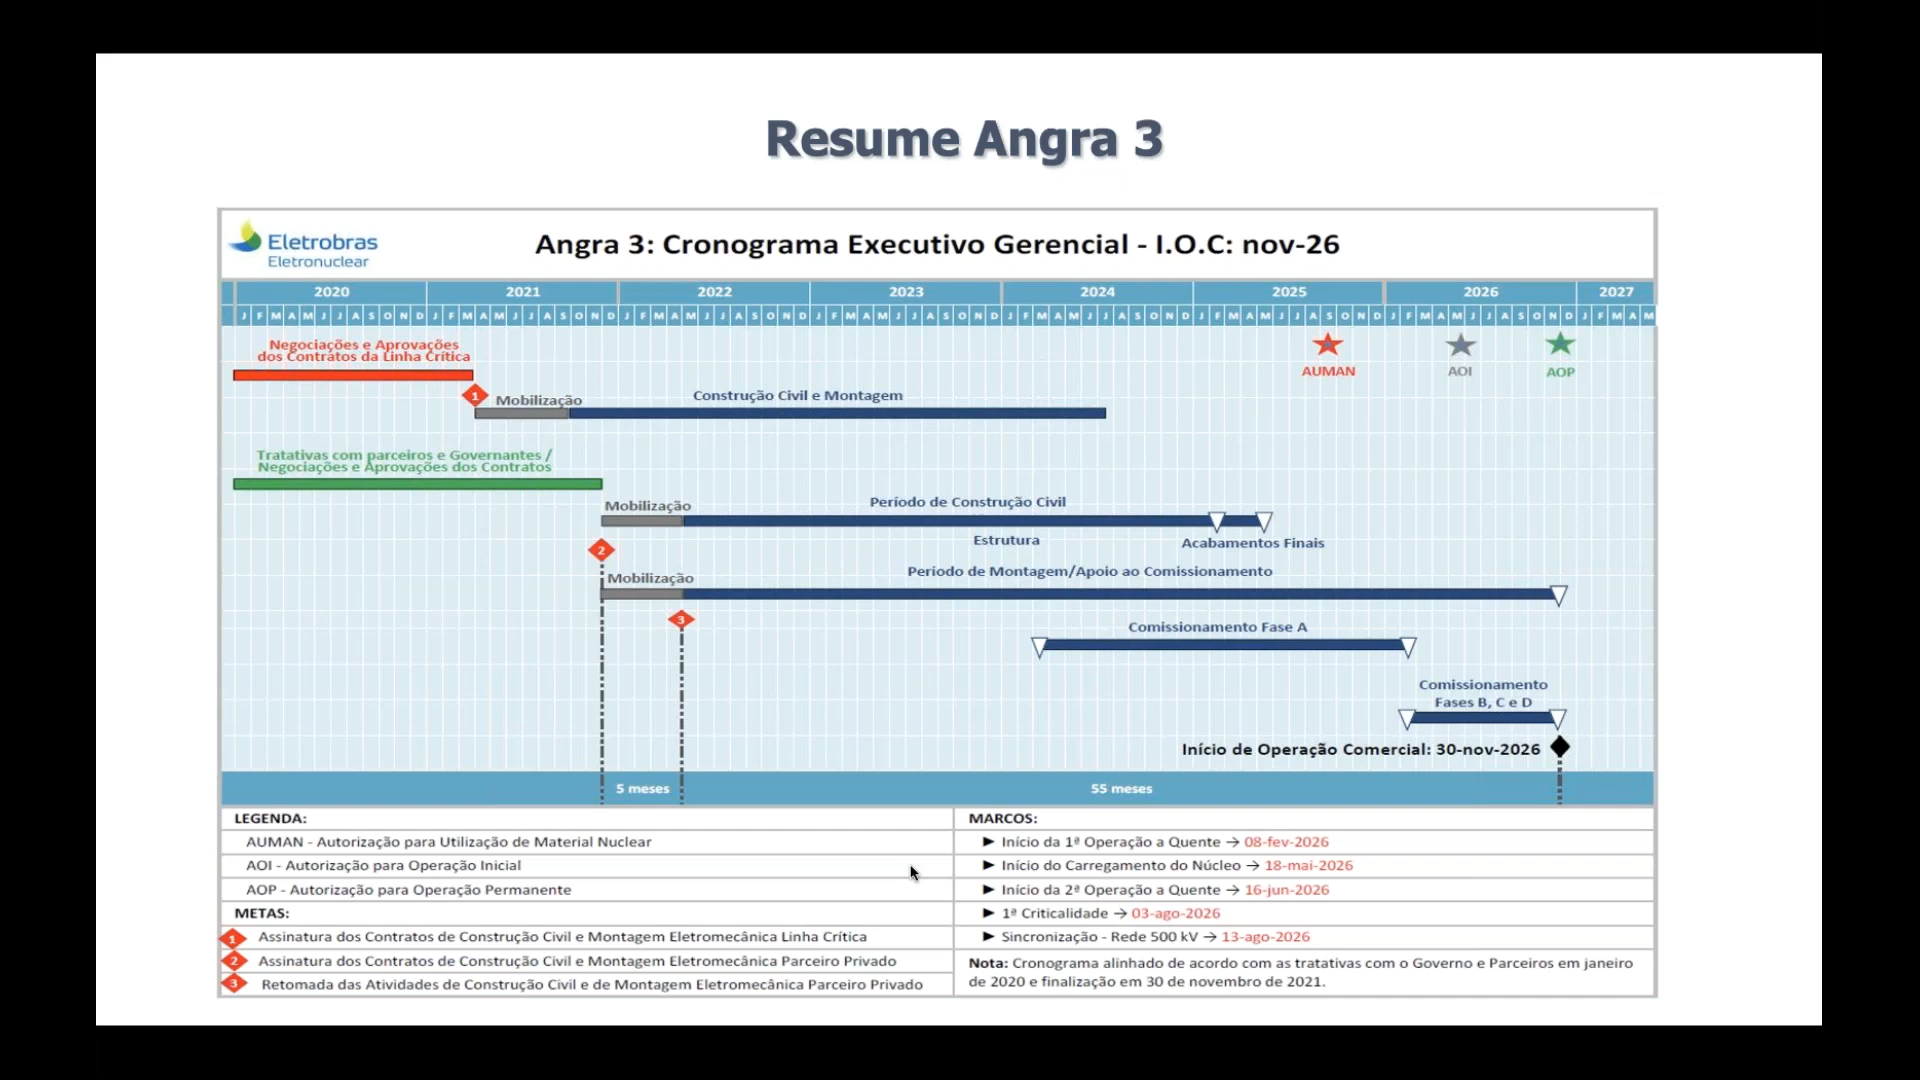 Resume Angra 3
Eletrobras
Eletronuclear
Angra 3: Cronograma Executivo Gerencial - I.O.C: nov-26
2020 2021 2022 2023 2024 2025 2026 2027
J F M A M J J A S O N D J F M A M J J A S O N D J F M A M J J A S O N D J F M A M J J A S O N D J F M A M J J A S O N D J F M A M J J A S O N D J F M A M J J A S O N D J F M A M
Negociações e Aprovações
dos Contratos da Linha Crítica
AUMAN AOI AOP
1 Mobilização Construção Civil e Montagem
Tratativas com parceiros e Governantes /
Negociações e Aprovações dos Contratos
Mobilização Período de Construção Civil
2 Estrutura Acabamentos Finais
Mobilização Período de Montagem/Apoio ao Comissionamento
3
Comissionamento Fase A
Comissionamento
Fases B, C e D
Início de Operação Comercial: 30-nov-2026
5 meses 55 meses
LEGENDA:
AUMAN - Autorização para Utilização de Material Nuclear
AOI - Autorização para Operação Inicial
AOP - Autorização para Operação Permanente
METAS:
1 Assinatura dos Contratos de Construção Civil e Montagem Eletromecânica Linha Crítica
2 Assinatura dos Contratos de Construção Civil e Montagem Eletromecânica Parceiro Privado
3 Retomada das Atividades de Construção Civil e de Montagem Eletromecânica Parceiro Privado
MARCOS:
► Início da 1ª Operação a Quente → 08-fev-2026
► Início do Carregamento do Núcleo → 18-mai-2026
► Início da 2ª Operação a Quente → 16-jun-2026
► 1ª Criticalidade → 03-ago-2026
► Sincronização - Rede 500 kV → 13-ago-2026
Nota: Cronograma alinhado de acordo com as tratativas com o Governo e Parceiros em janeiro
de 2020 e finalização em 30 de novembro de 2021.